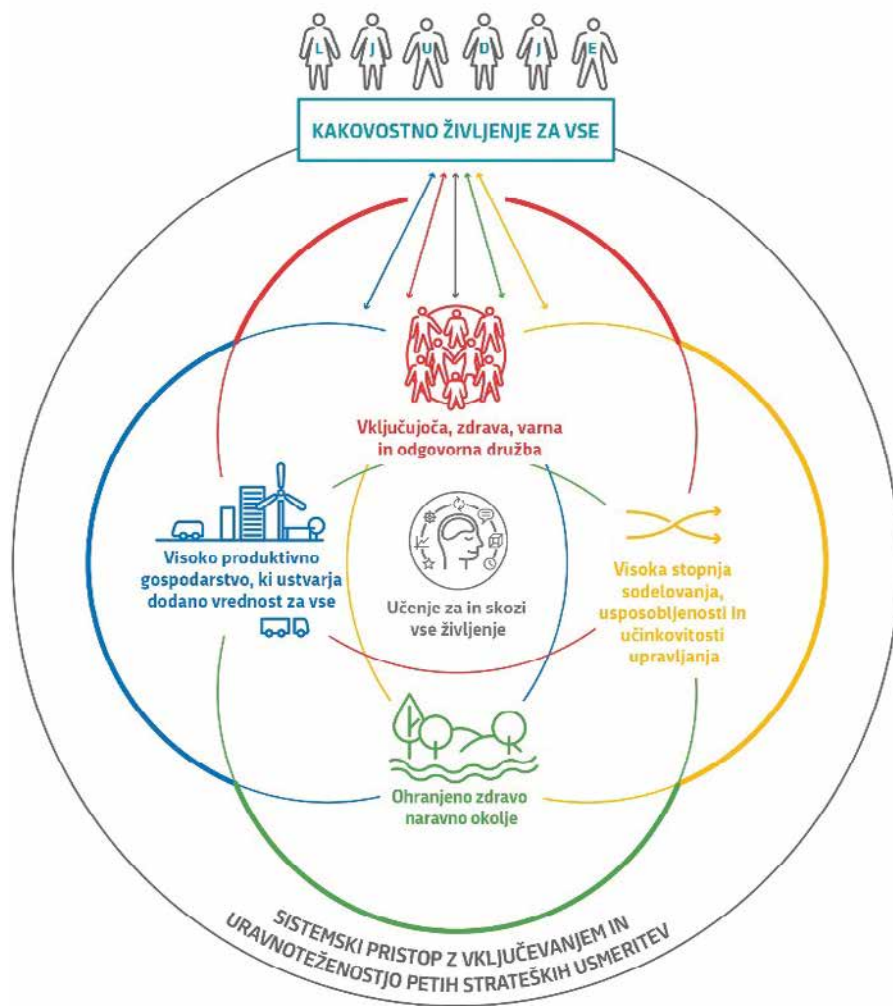 L J U D J E
KAKOVOSTNO ŽIVLJENJE ZA VSE
Vključujoča, zdrava, varna
in odgovorna družba
Visoko produktivno
gospodarstvo, ki ustvarja
dodano vrednost za vse
Učenje za in skozi
vse življenje
Visoka stopnja
sodelovanja,
usposobljenosti in
učinkovitosti
upravljanja
Ohranjeno zdravo
naravno okolje
SISTEMSKI PRISTOP Z VKLJUČEVANJEM IN
URAVNOTEŽENOSTJO PETIH STRATEŠKIH USMERITEV